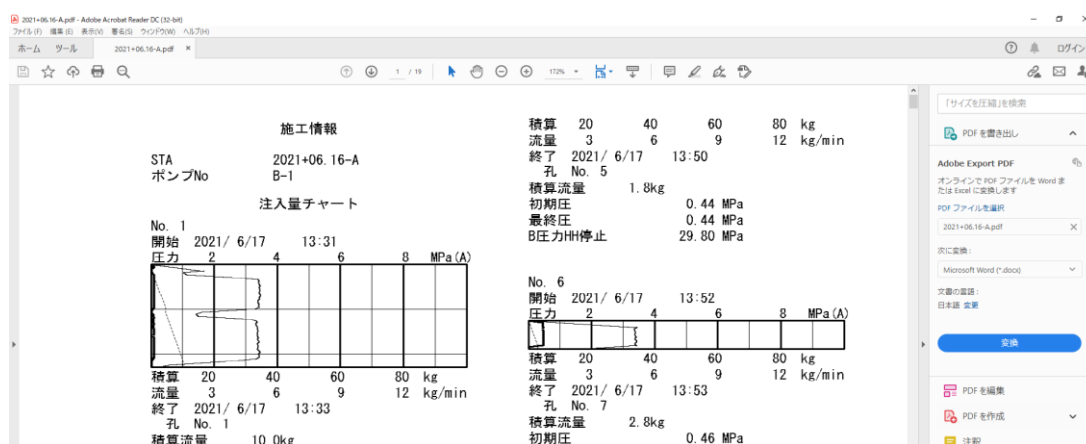 2021+06.16-A.pdf - Adobe Acrobat Reader DC (32-bit)
ファイル(F) 編集(E) 表示(V) 署名(S) ウィンドウ(W) ヘルプ(H)
ホーム ツール 2021+06.16-A.pdf × ログイン
1 / 19 172%
施工情報
STA 2021+06.16-A
ポンプNo B-1
注入量チャート
No. 1
開始 2021/ 6/17 13:31
圧力 2 4 6 8 MPa(A)
積算 20 40 60 80 kg
流量 3 6 9 12 kg/min
終了 2021/ 6/17 13:33
孔 No. 1
積算流量 10.0kg
積算 20 40 60 80 kg
流量 3 6 9 12 kg/min
終了 2021/ 6/17 13:50
孔 No. 5
積算流量 1.8kg
初期圧 0.44 MPa
最終圧 0.44 MPa
B圧力HH停止 29.80 MPa
No. 6
開始 2021/ 6/17 13:52
圧力 2 4 6 8 MPa(A)
積算 20 40 60 80 kg
流量 3 6 9 12 kg/min
終了 2021/ 6/17 13:53
孔 No. 7
積算流量 2.8kg
初期圧 0.46 MPa
「サイズを圧縮」を検索
PDF を書き出し
Adobe Export PDF
オンラインで PDF ファイルを Word ま
たは Excel に変換します
PDF ファイルを選択
2021+06.16-A.pdf ×
次に変換 :
Microsoft Word (*.docx)
文書の言語 :
日本語 変更
変換
PDF を編集
PDF を作成
注釈